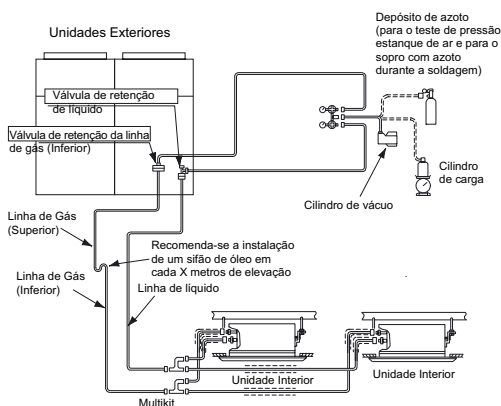 Depósito de azoto
(para o teste de pressão
estanque de ar e para o
sopro com azoto
durante a soldagem)
Unidades Exteriores
Válvula de retenção
de líquido
Válvula de retenção da linha
de gás (Inferior)
Cilindro
de carga
Cilindro de vácuo
Linha de Gás
(Superior)
Recomenda-se a instalação
de um sifão de óleo em
cada X metros de elevação
Linha de Gás
(Inferior)
Linha de líquido
Unidade Interior
Unidade Interior
Multikit